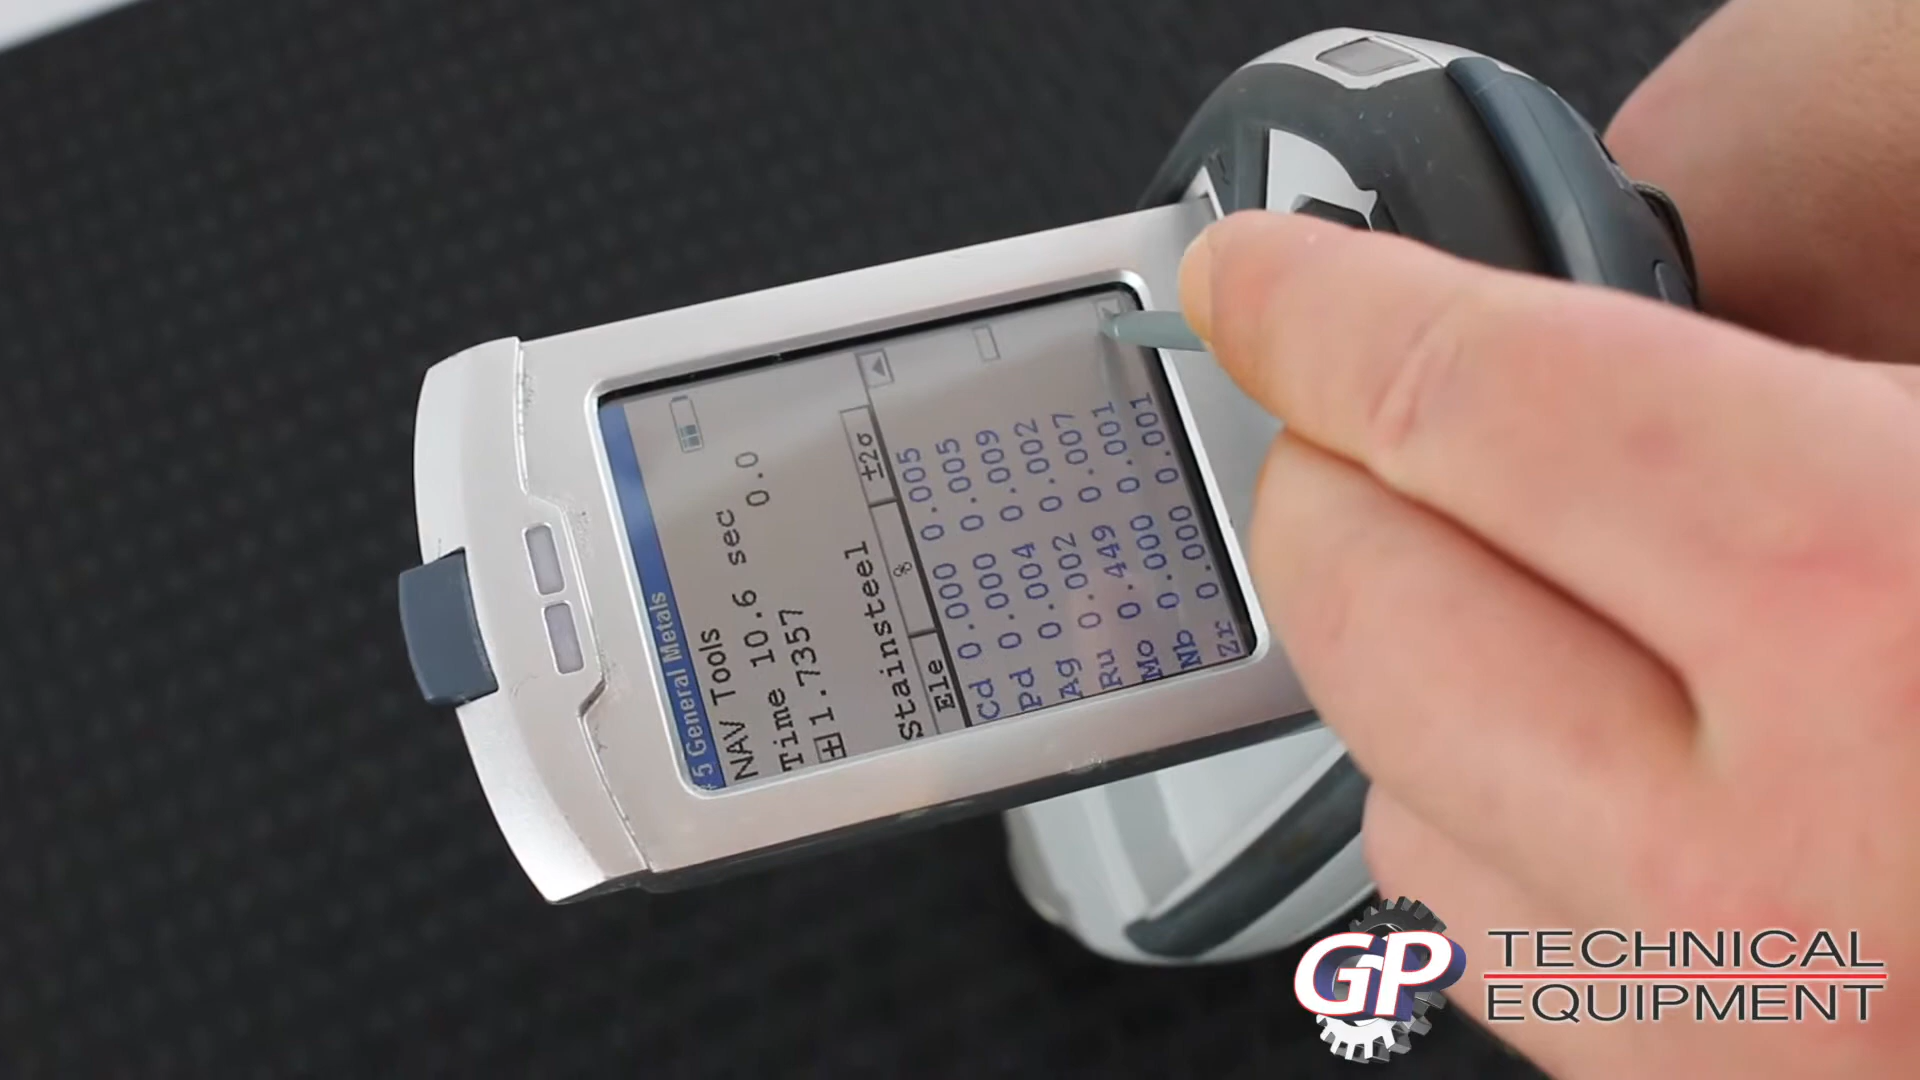 # 5 General Metals
NAV Tools
Time 10.6 sec
1.7357 0.0
Stainsteel
Ele % ±2σ
Cd 0.000 0.005
Pd 0.000 0.005
Ag 0.004 0.009
Ru 0.002 0.002
Mo 0.449 0.007
Nb 0.000 0.001
Zr 0.000 0.001
GP TECHNICAL
EQUIPMENT